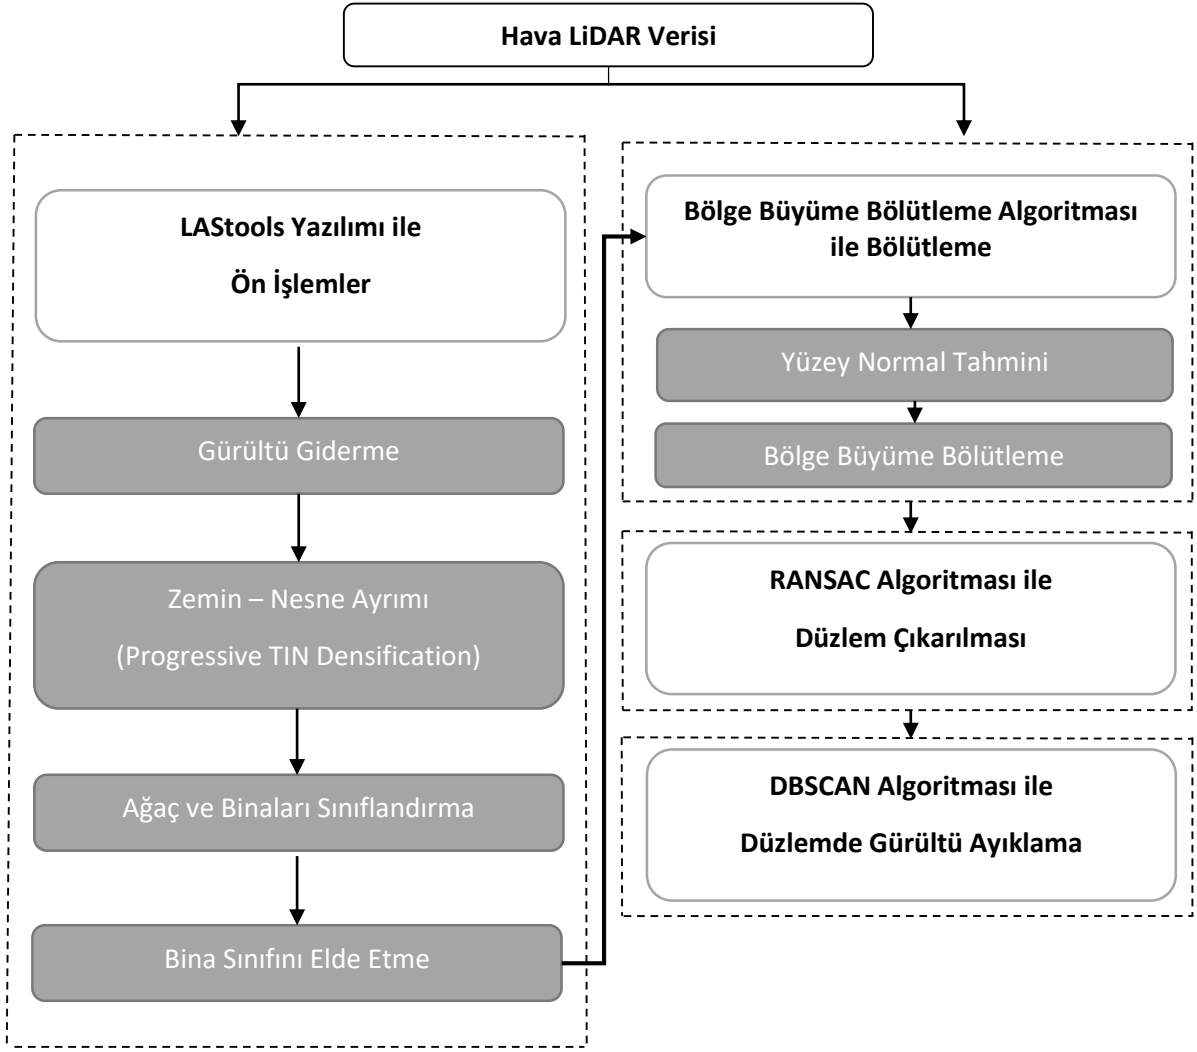 Hava LiDAR Verisi
LAStools Yazılımı ile
Ön İşlemler
Gürültü Giderme
Zemin – Nesne Ayrımı
(Progressive TIN Densification)
Ağaç ve Binaları Sınıflandırma
Bina Sınıfını Elde Etme
Bölge Büyüme Bölütleme Algoritması
ile Bölütleme
Yüzey Normal Tahmini
Bölge Büyüme Bölütleme
RANSAC Algoritması ile
Düzlem Çıkarılması
DBSCAN Algoritması ile
Düzlemde Gürültü Ayıklama